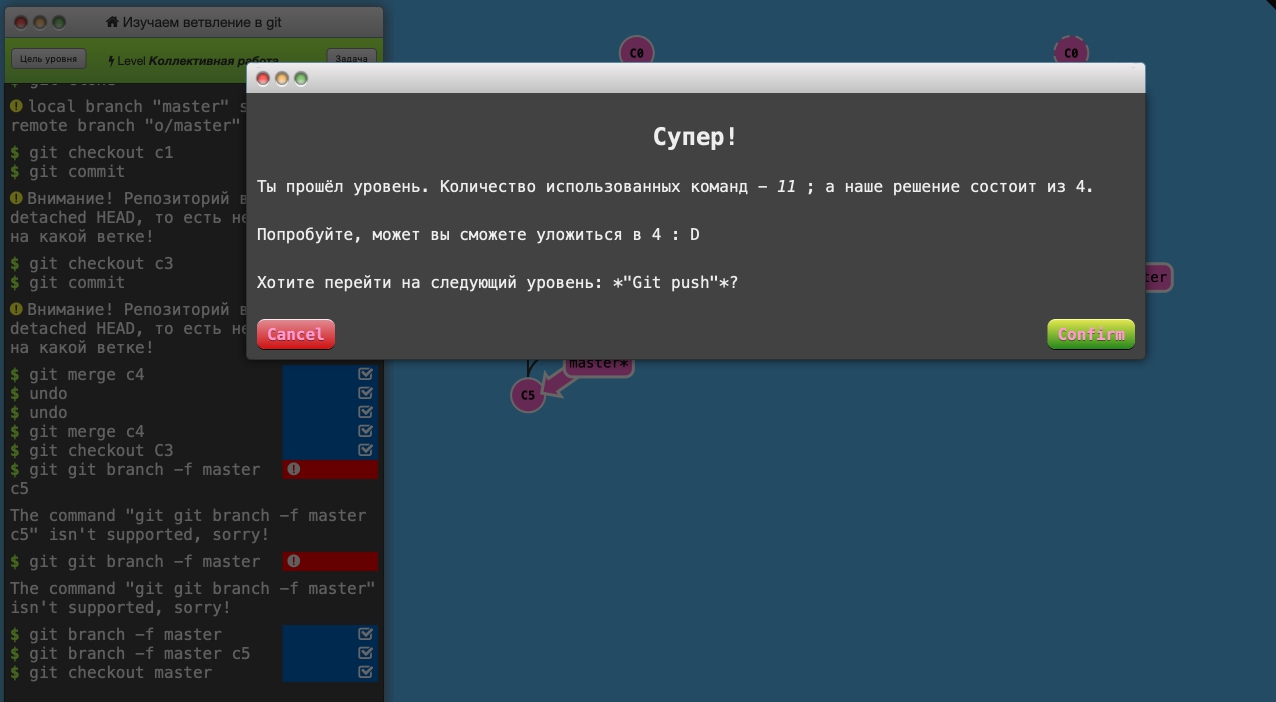 Изучаем ветвление в git
Цель уровня
Level Коллективная работа
Задача
local branch "master" s
remote branch "o/master"
$ git checkout c1
$ git commit
Внимание! Репозиторий в
detached HEAD, то есть не
на какой ветке!
$ git checkout c3
$ git commit
Внимание! Репозиторий в
detached HEAD, то есть не
на какой ветке!
$ git merge c4
$ undo
$ undo
$ git merge c4
$ git checkout C3
$ git git branch -f master
c5
The command "git git branch -f master
c5" isn't supported, sorry!
$ git git branch -f master
The command "git git branch -f master"
isn't supported, sorry!
$ git branch -f master
$ git branch -f master c5
$ git checkout master
C0
C0
Супер!
Ты прошёл уровень. Количество использованных команд - 11 ; а наше решение состоит из 4.
Попробуйте, может вы сможете уложиться в 4 : D
Хотите перейти на следующий уровень: *"Git push"*?
Cancel
Confirm
ter
master*
C5